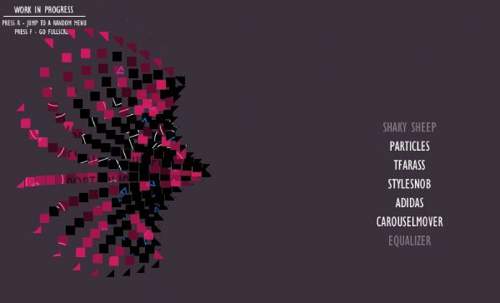 WORK IN PROGRESS
PRESS R - JUMP TO A RANDOM MENU
PRESS F - GO FULLSCREEN
SHAKY SHEEP
PARTICLES
TFARASS
STYLESNOB
ADIDAS
CAROUSELMOVER
EQUALIZER